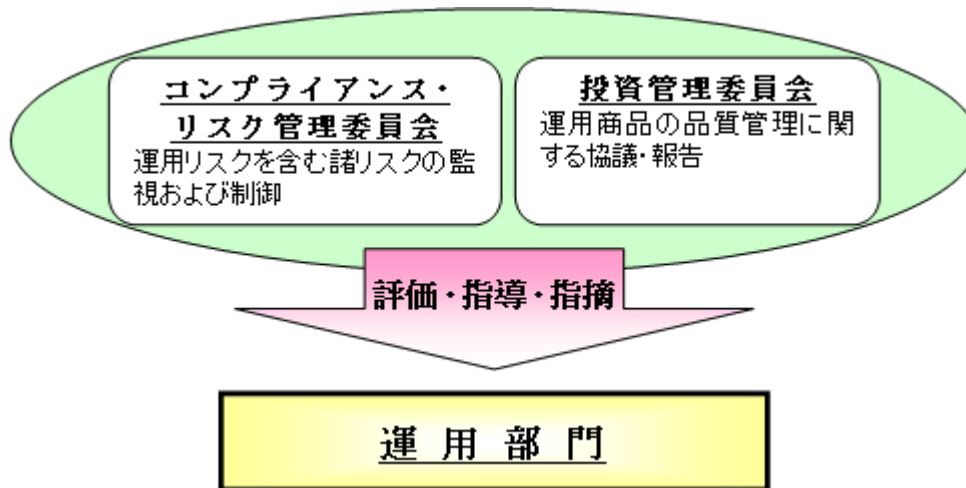 コンプライアンス・
リスク管理委員会
運用リスクを含む諸リスクの監
視および制御
投資管理委員会
運用商品の品質管理に関
する協議・報告
評価・指導・指摘
運用部門